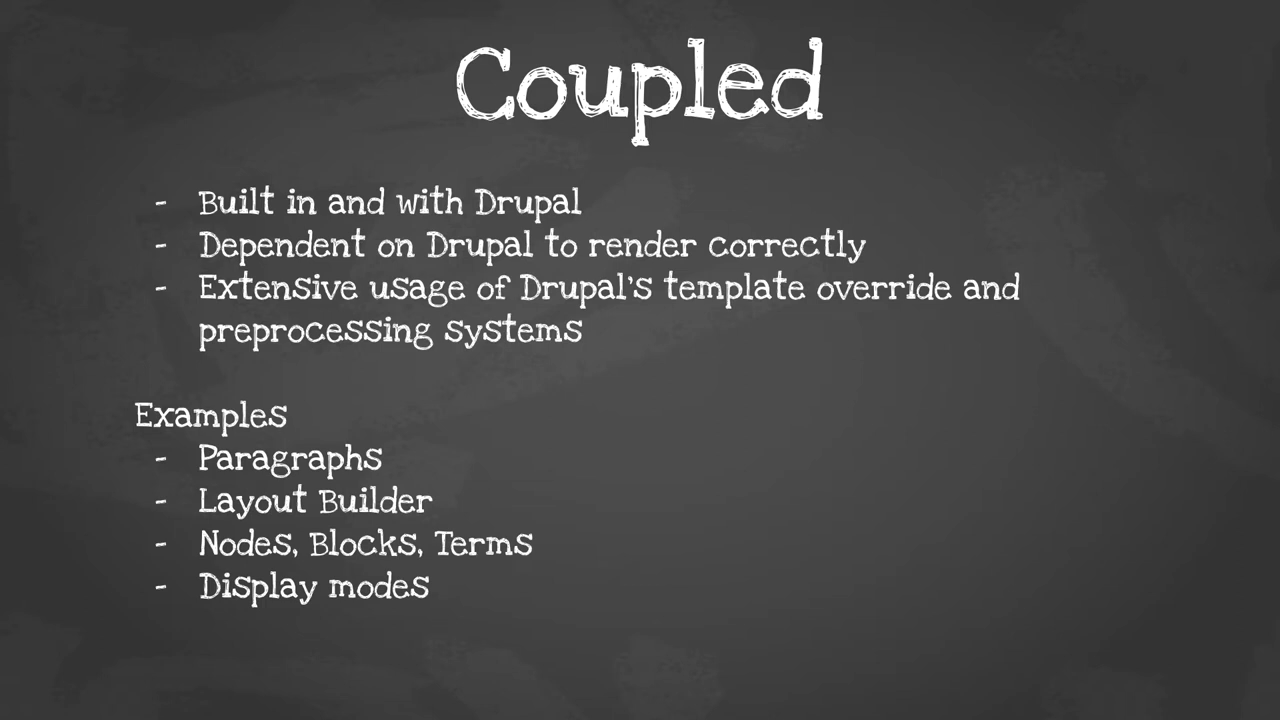 Coupled
- Built in and with Drupal
- Dependent on Drupal to render correctly
- Extensive usage of Drupal's template override and
preprocessing systems
Examples
- Paragraphs
- Layout Builder
- Nodes, Blocks, Terms
- Display modes